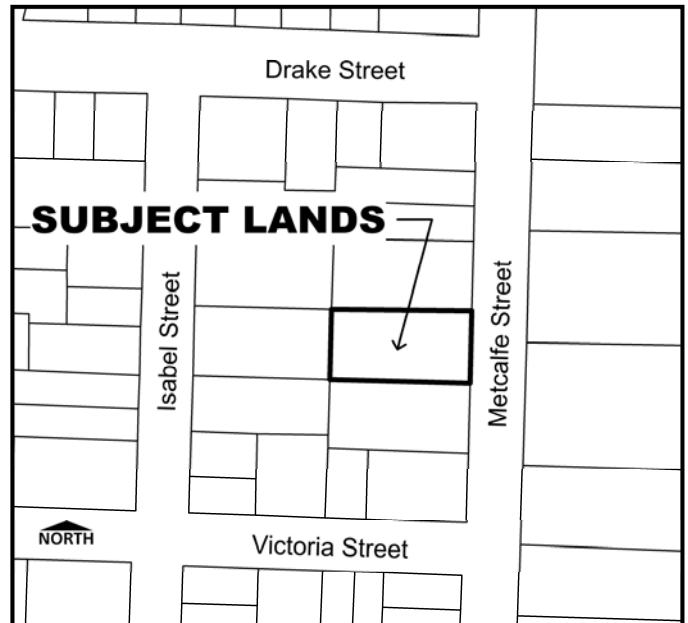 Drake Street
SUBJECT LANDS
Isabel Street
Metcalfe Street
NORTH
Victoria Street